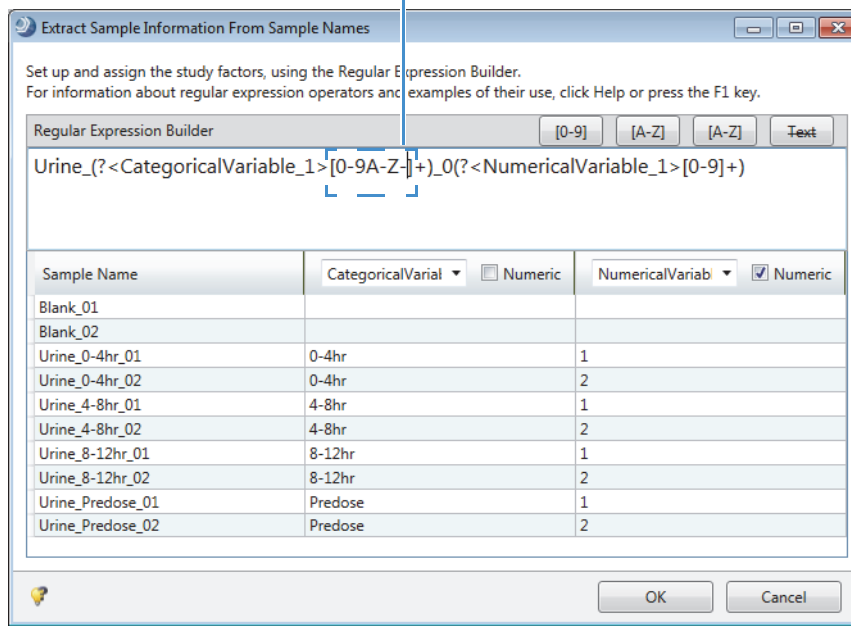 Extract Sample Information From Sample Names
Set up and assign the study factors, using the Regular Expression Builder.
For information about regular expression operators and examples of their use, click Help or press the F1 key.
Regular Expression Builder [0-9] [A-Z] [A-Z] Text
Urine_(?<CategoricalVariable_1>[0-9A-Z-]+)_0(?<NumericalVariable_1>[0-9]+)
Sample Name CategoricalVarial Numeric NumericalVariabl Numeric
Blank_01
Blank_02
Urine_0-4hr_01 0-4hr 1
Urine_0-4hr_02 0-4hr 2
Urine_4-8hr_01 4-8hr 1
Urine_4-8hr_02 4-8hr 2
Urine_8-12hr_01 8-12hr 1
Urine_8-12hr_02 8-12hr 2
Urine_Predose_01 Predose 1
Urine_Predose_02 Predose 2
OK Cancel